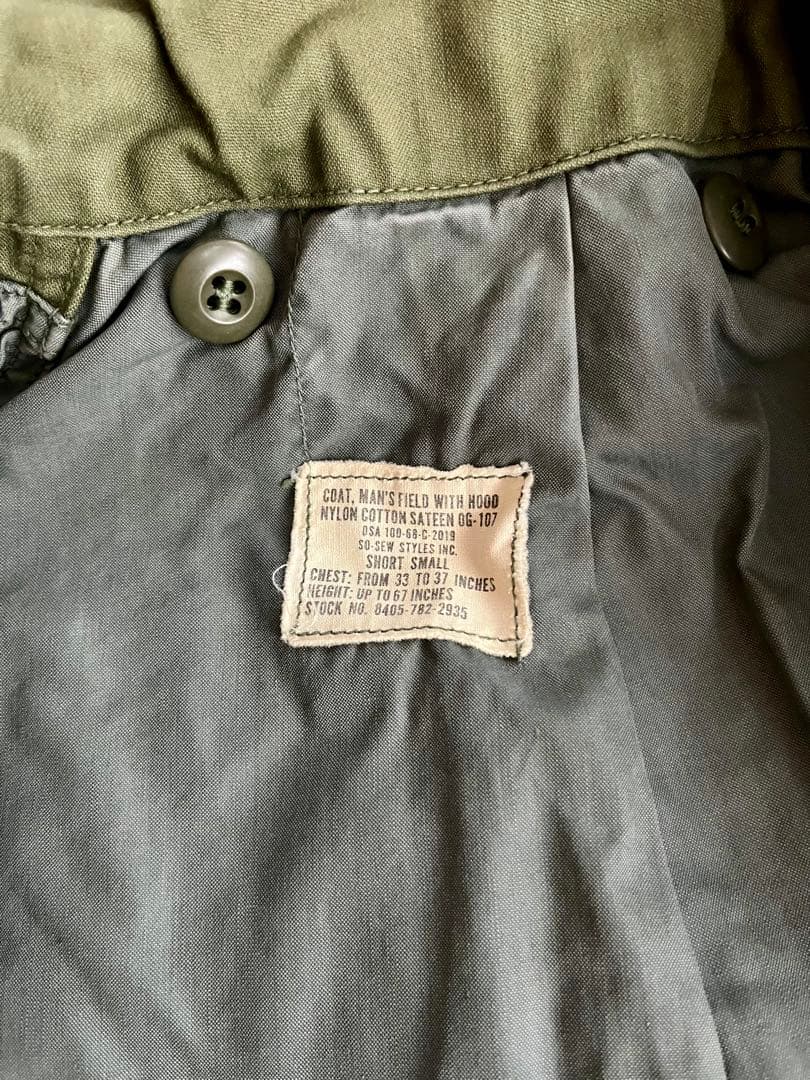 COAT, MAN'S FIELD WITH HOOD
NYLON COTTON SATEEN OG-107
DSA 100-68-C-2019
SO-SEW STYLES INC.
SHORT SMALL
CHEST: FROM 33 TO 37 INCHES
HEIGHT: UP TO 67 INCHES
STOCK NO. 8405-782-2935